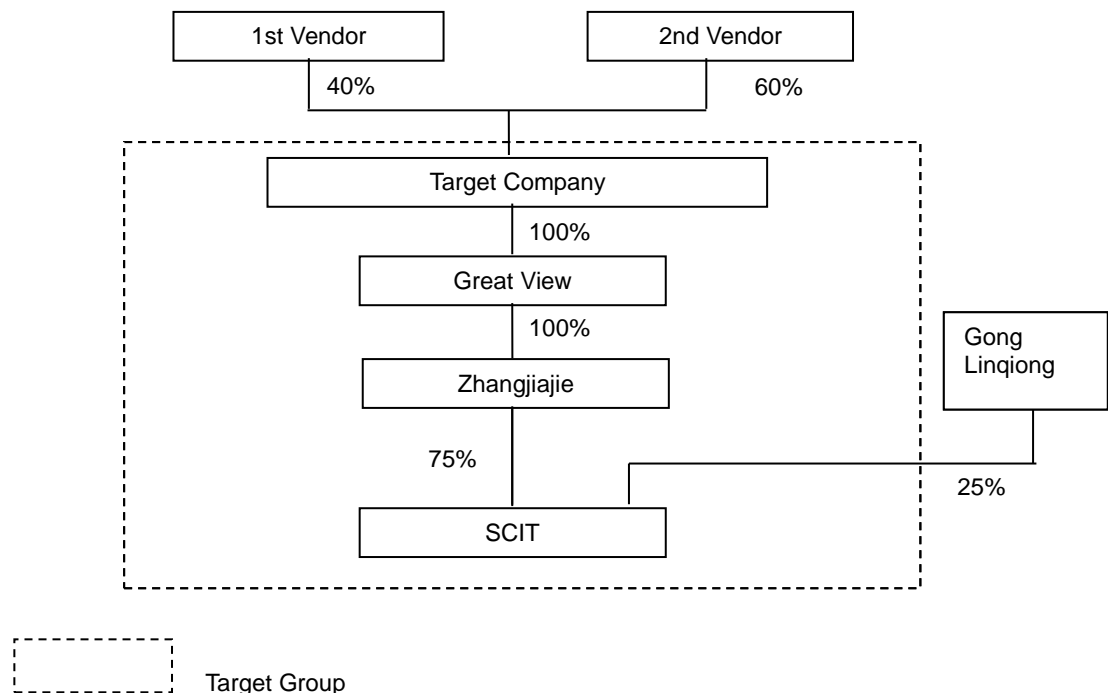 1st Vendor
2nd Vendor
40%
60%
Target Company
100%
Great View
100%
Zhangjiajie
Gong
Linqiong
75%
25%
SCIT
Target Group